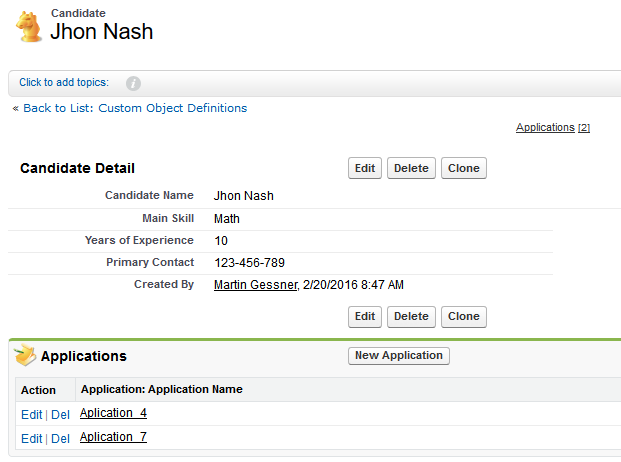 Candidate
Jhon Nash
Click to add topics: i
« Back to List: Custom Object Definitions
Applications [2]
Candidate Detail Edit Delete Clone
Candidate Name Jhon Nash
Main Skill Math
Years of Experience 10
Primary Contact 123-456-789
Created By Martin Gessner, 2/20/2016 8:47 AM
Edit Delete Clone
Applications New Application
Action Application: Application Name
Edit | Del Aplication_4
Edit | Del Aplication_7